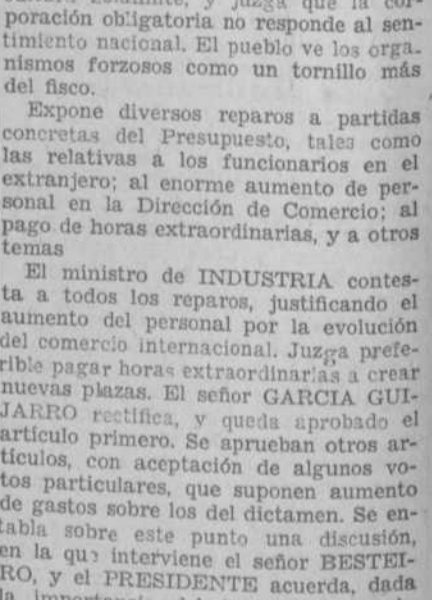 y juzga que la cor-
poración obligatoria no responde al sen-
timiento nacional. El pueblo ve los orga-
nismos forzosos como un tornillo más
del fisco.
Expone diversos reparos a partidas
concretas del Presupuesto, tales como
las relativas a los funcionarios en el
extranjero; al enorme aumento de per-
sonal en la Dirección de Comercio; al
pago de horas extraordinarias, y a otros
temas
El ministro de INDUSTRIA contes-
ta a todos los reparos, justificando el
aumento del personal por la evolución
del comercio internacional. Juzga prefe-
rible pagar horas extraordinarias a crear
nuevas plazas. El señor GARCIA GUI-
JARRO rectifica, y queda aprobado el
artículo primero. Se aprueban otros ar-
tículos, con aceptación de algunos vo-
tos particulares, que suponen aumento
de gastos sobre los del dictamen. Se en-
tabla sobre este punto una discusión,
en la que interviene el señor BESTEI-
RO, y el PRESIDENTE acuerda, dada
la